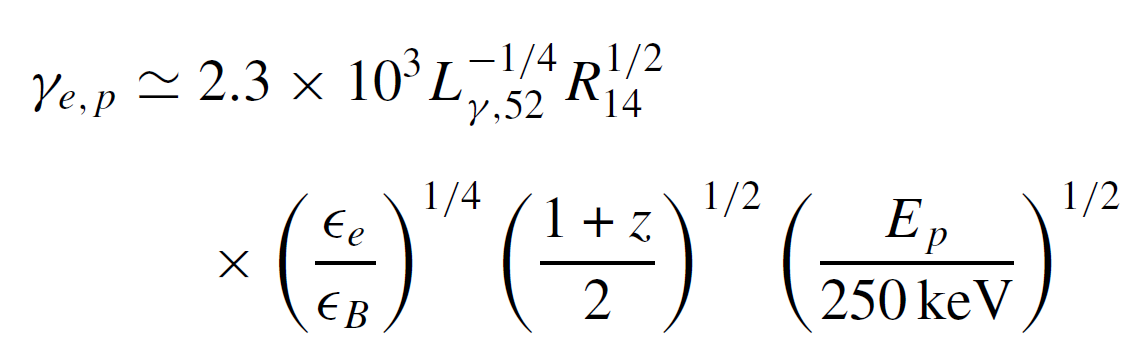 γ_{e,p} ≃ 2.3 × 10^3 L_{γ,52}^{−1/4} R_{14}^{1/2}
× (ϵ_e/ϵ_B)^{1/4} ((1 + z)/2)^{1/2} (E_p/250 keV)^{1/2}